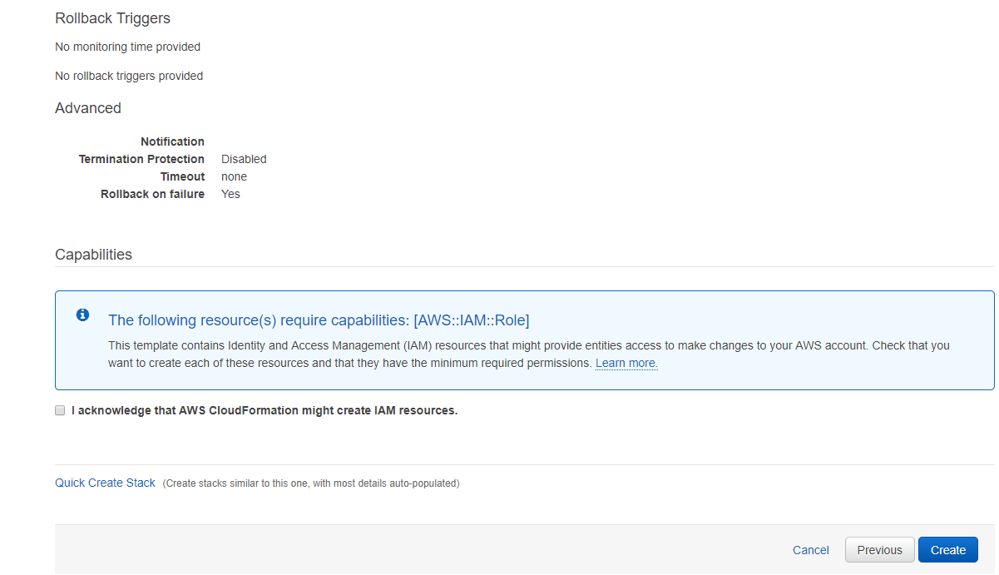 Rollback Triggers
No monitoring time provided
No rollback triggers provided
Advanced
Notification
Termination Protection Disabled
Timeout none
Rollback on failure Yes
Capabilities
The following resource(s) require capabilities: [AWS::IAM::Role]
This template contains Identity and Access Management (IAM) resources that might provide entities access to make changes to your AWS account. Check that you
want to create each of these resources and that they have the minimum required permissions. Learn more.
I acknowledge that AWS CloudFormation might create IAM resources.
Quick Create Stack (Create stacks similar to this one, with most details auto-populated)
Cancel Previous Create